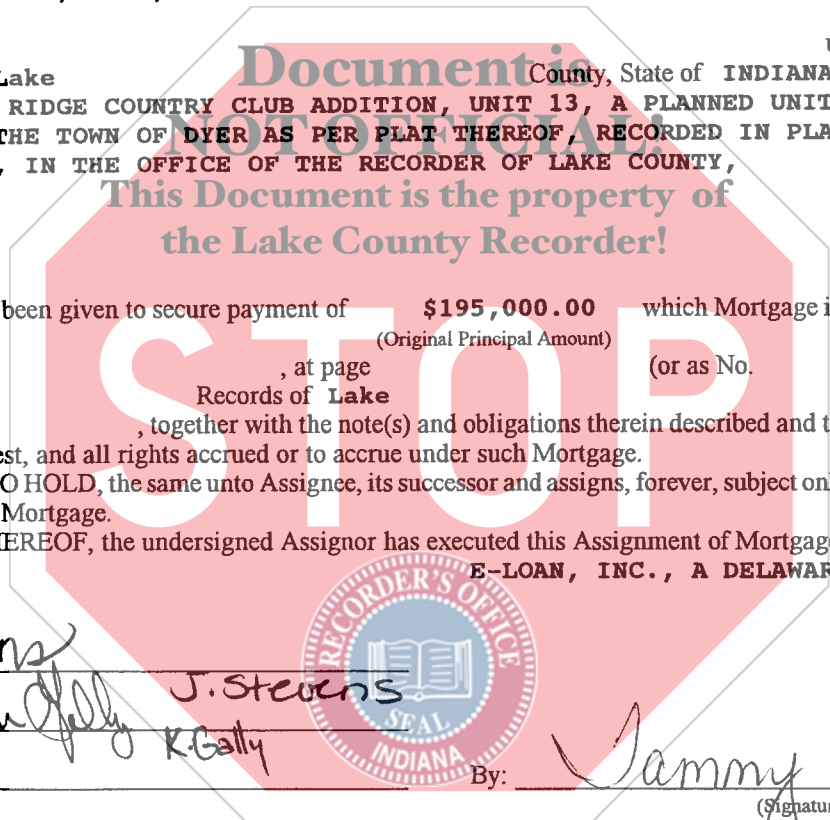 Document is
Lake County, State of INDIANA
RIDGE COUNTRY CLUB ADDITION, UNIT 13, A PLANNED UNIT
THE TOWN OF DYER AS PER PLAT THEREOF, RECORDED IN PLA
NOT OFFICIAL!
, IN THE OFFICE OF THE RECORDER OF LAKE COUNTY,
This Document is the property of
the Lake County Recorder!
been given to secure payment of $195,000.00 which Mortgage i
(Original Principal Amount)
, at page (or as No.
Records of Lake
, together with the note(s) and obligations therein described and t
est, and all rights accrued or to accrue under such Mortgage.
O HOLD, the same unto Assignee, its successor and assigns, forever, subject onl
Mortgage.
EREOF, the undersigned Assignor has executed this Assignment of Mortgag
E-LOAN, INC., A DELAWAR
STOP
RECORDER'S OFFICE
SEAL
INDIANA
J. Stevens
K. Gally
By: Tammy
(Signatur